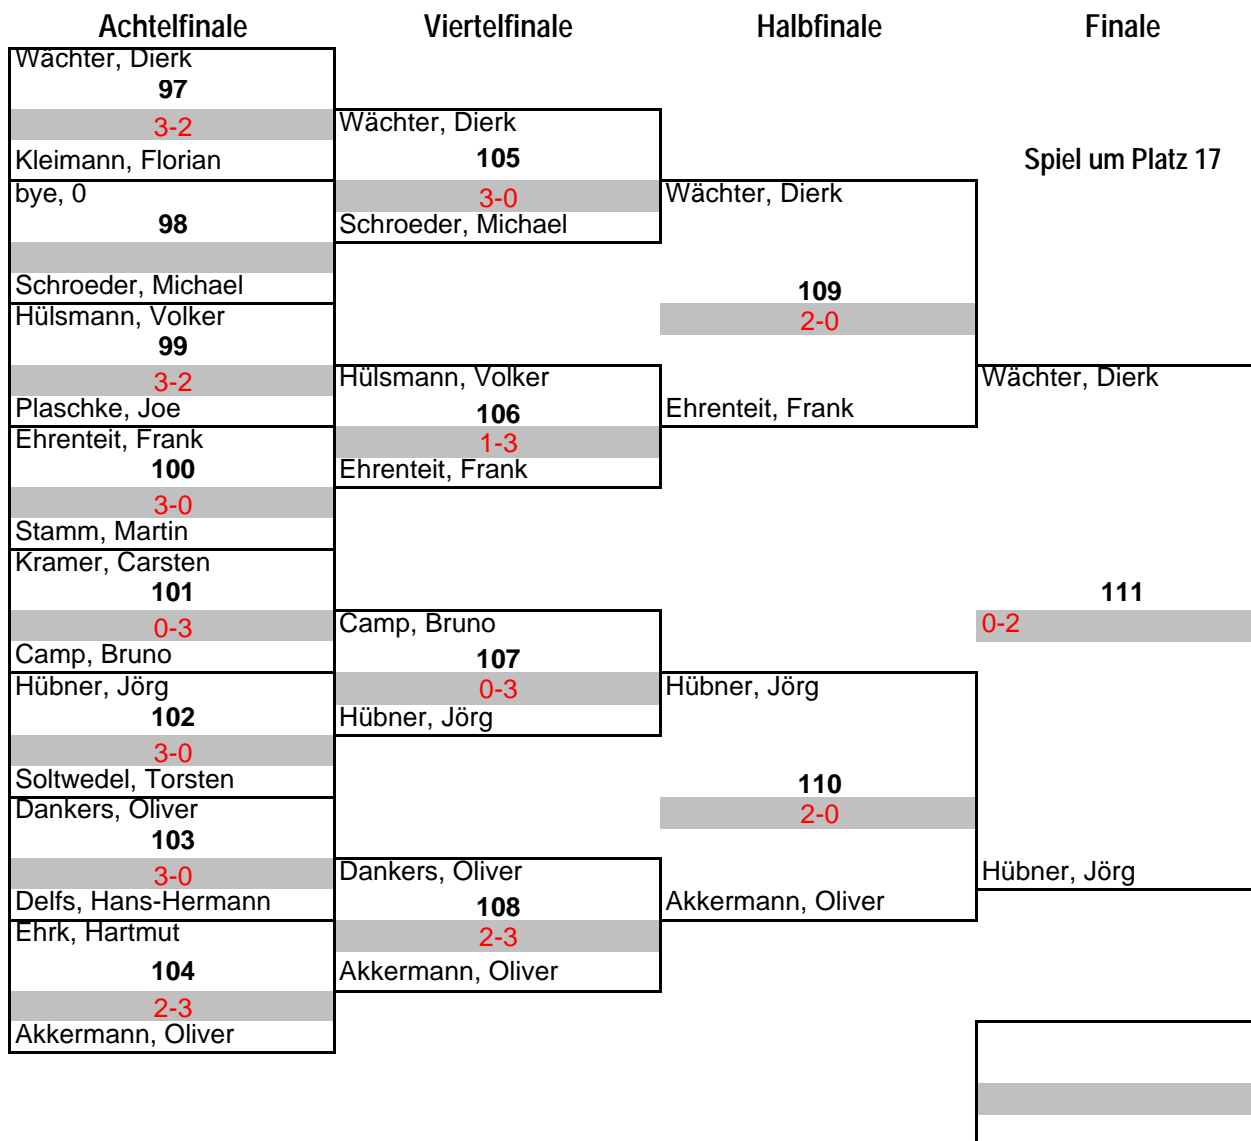 Achtelfinale Viertelfinale Halbfinale Finale
Wächter, Dierk
97
3-2
Kleimann, Florian
bye, 0
98
Schroeder, Michael
Hülsmann, Volker
99
3-2
Plaschke, Joe
Ehrenteit, Frank
100
3-0
Stamm, Martin
Kramer, Carsten
101
0-3
Camp, Bruno
Hübner, Jörg
102
3-0
Soltwedel, Torsten
Dankers, Oliver
103
3-0
Delfs, Hans-Hermann
Ehrk, Hartmut
104
2-3
Akkermann, Oliver
Wächter, Dierk
105
3-0
Schroeder, Michael
Hülsmann, Volker
106
1-3
Ehrenteit, Frank
Camp, Bruno
107
0-3
Hübner, Jörg
Dankers, Oliver
108
2-3
Akkermann, Oliver
Wächter, Dierk
109
2-0
Ehrenteit, Frank
Hübner, Jörg
110
2-0
Akkermann, Oliver
Spiel um Platz 17
Wächter, Dierk
111
0-2
Hübner, Jörg